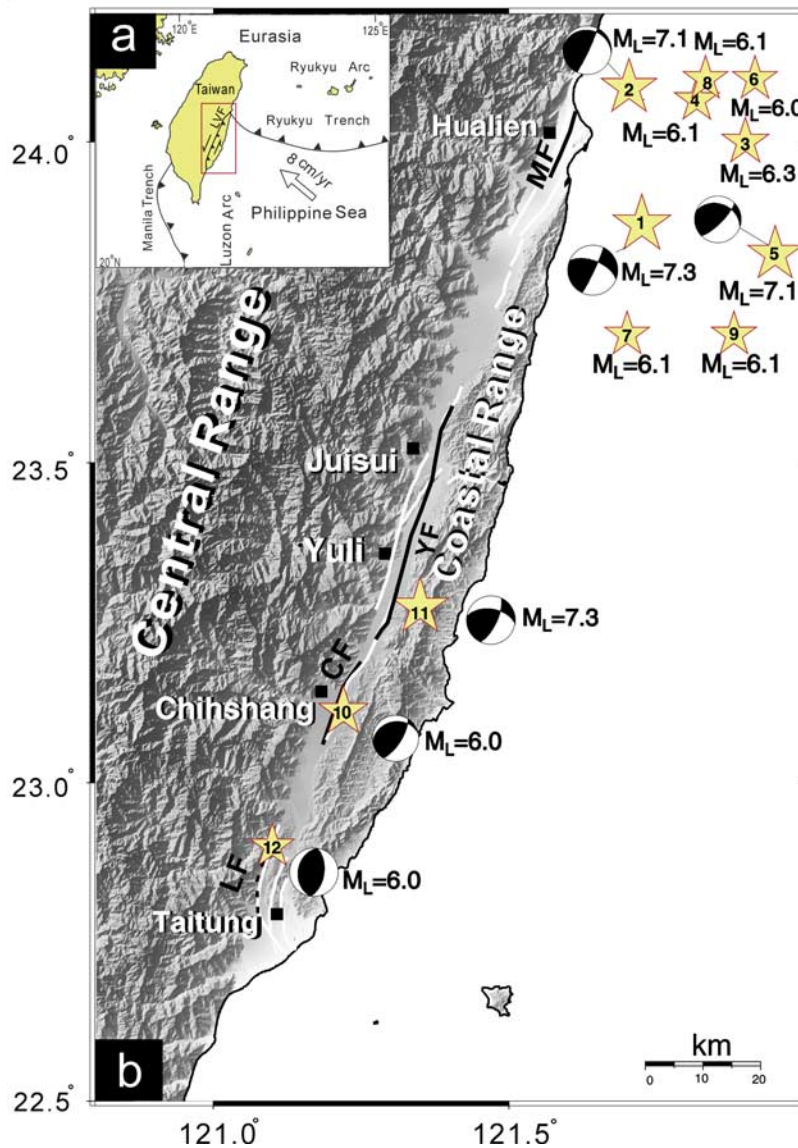 a
120°E
125°E
Eurasia
Ryukyu Arc
Taiwan
LVF
Ryukyu Trench
8 cm/yr
Manila Trench
Luzon Arc
Philippine Sea
20°N
ML=7.1
ML=6.1
2
8
6
4
ML=6.0
ML=6.1
3
ML=6.3
Hualien
MF
24.0°
1
ML=7.3
5
ML=7.1
7
9
ML=6.1
ML=6.1
Central Range
Coastal Range
23.5°
Juisui
Yuli
YF
11
ML=7.3
CF
Chihshang
10
ML=6.0
23.0°
12
LF
ML=6.0
Taitung
km
0 10 20
b
22.5°
121.0°
121.5°